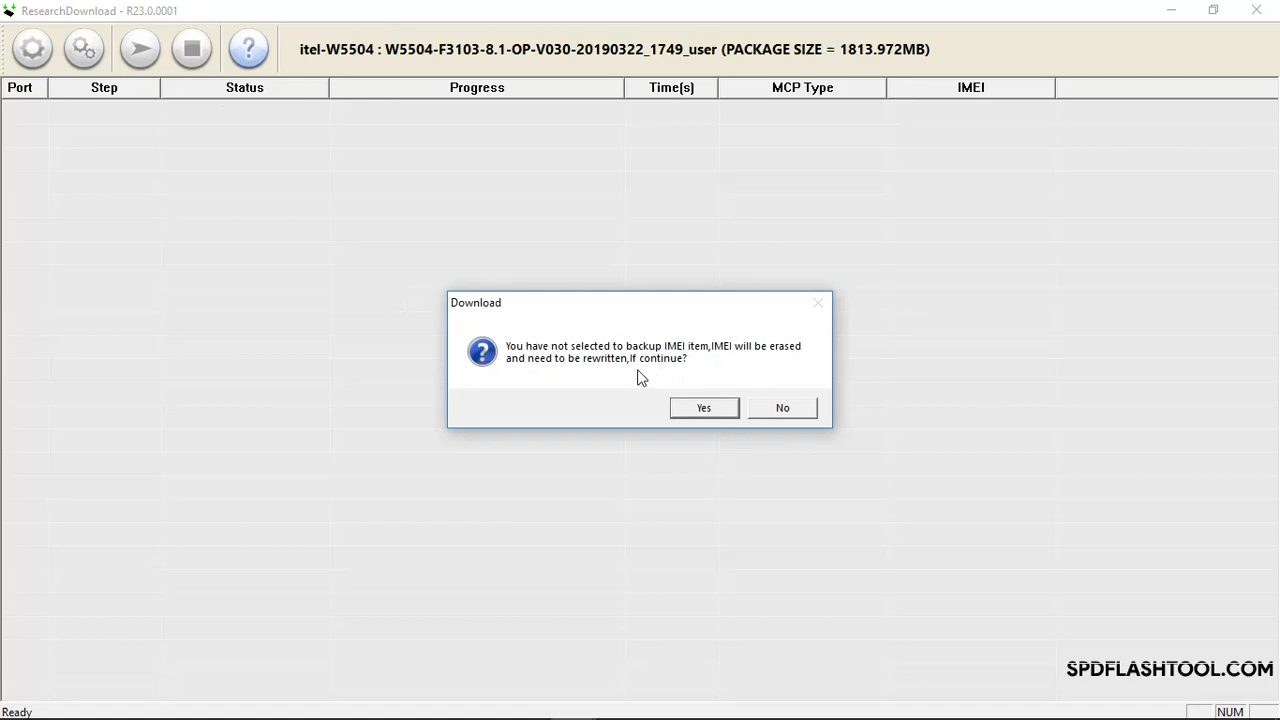 ResearchDownload - R23.0.0001
itel-W5504 : W5504-F3103-8.1-OP-V030-20190322_1749_user (PACKAGE SIZE = 1813.972MB)
Port Step Status Progress Time(s) MCP Type IMEI
Download
You have not selected to backup IMEI item,IMEI will be erased
and need to be rewritten,If continue?
Yes No
SPDFLASHTOOL.COM
Ready NUM